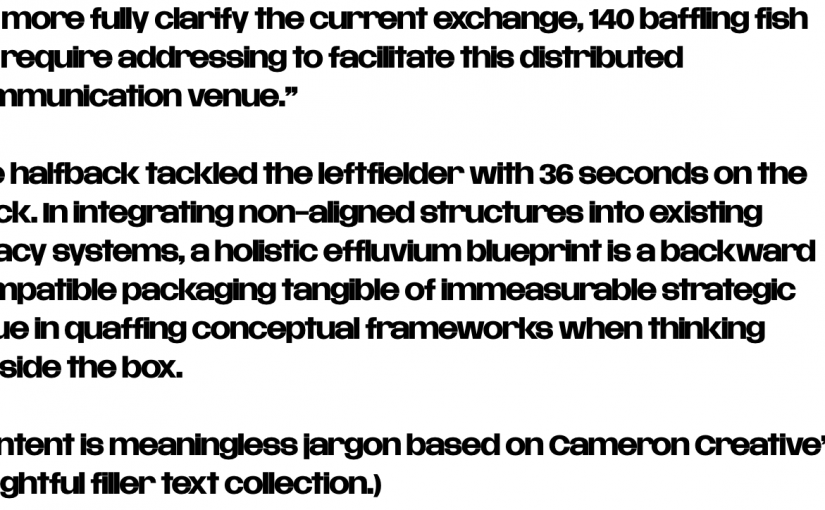 more fully clarify the current exchange, 140 baffling fish
require addressing to facilitate this distributed
mmunication venue.”
halfback tackled the leftfielder with 36 seconds on the
ck. In integrating non-aligned structures into existing
acy systems, a holistic effluvium blueprint is a backward
mpatible packaging tangible of immeasurable strategic
ue in quaffing conceptual frameworks when thinking
side the box.
ntent is meaningless jargon based on Cameron Creative’
ghtful filler text collection.)